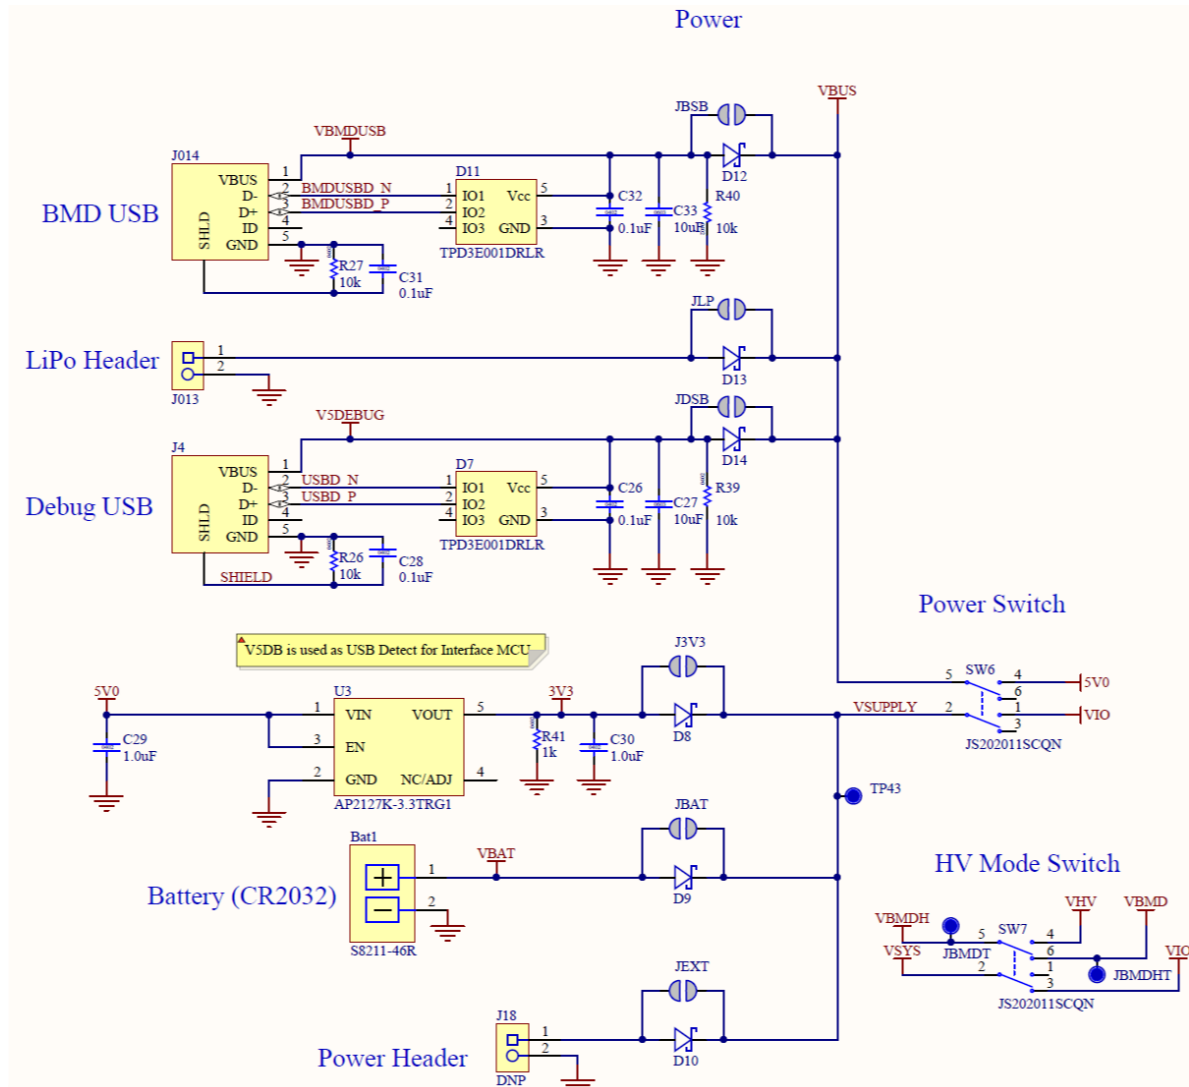 Power
VBUS
JBSB
VBMDUSB
J014
D11
D12
BMD USB
VBUS 1
D- 2 BMDUSBD_N 1 IO1 Vcc 5
D+ 3 BMDUSBD_P 2 IO2
ID 4 4 IO3 GND 3
GND 5
SHLD
TPD3E001DRLR
C32
0.1uF
C33
10uF
R40
10k
R27
10k
C31
0.1uF
JLP
LiPo Header
1
2
J013
D13
V5DEBUG
JDSB
J4
D7
D14
Debug USB
VBUS 1
D- 2 USBD_N 1 IO1 Vcc 5
D+ 3 USBD_P 2 IO2
ID 4 4 IO3 GND 3
GND 5
SHLD
TPD3E001DRLR
C26
0.1uF
C27
10uF
R39
10k
R26
10k
C28
0.1uF
SHIELD
Power Switch
V5DB is used as USB Detect for Interface MCU
J3V3
5V0
U3
3V3
1 VIN VOUT 5
3 EN
2 GND NC/ADJ 4
AP2127K-3.3TRG1
C29
1.0uF
R41
1k
C30
1.0uF
D8
SW6
5 4 5V0
6
VSUPPLY 2 1 VIO
3
JS202011SCQN
TP43
Bat1
VBAT
JBAT
Battery (CR2032)
1
2
S8211-46R
D9
HV Mode Switch
VHV VBMD
VBMDH
SW7
5 4
JBMDT
6
VSYS
VIO
2 1
JBMDHT
3
JS202011SCQN
JEXT
J18
Power Header
1
2
DNP
D10